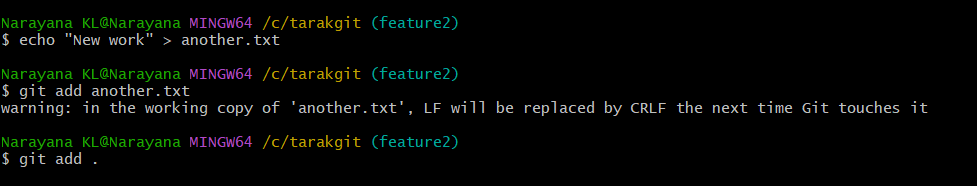 Narayana KL@Narayana MINGW64 /c/tarakgit (feature2)
$ echo "New work" > another.txt
Narayana KL@Narayana MINGW64 /c/tarakgit (feature2)
$ git add another.txt
warning: in the working copy of 'another.txt', LF will be replaced by CRLF the next time Git touches it
Narayana KL@Narayana MINGW64 /c/tarakgit (feature2)
$ git add .